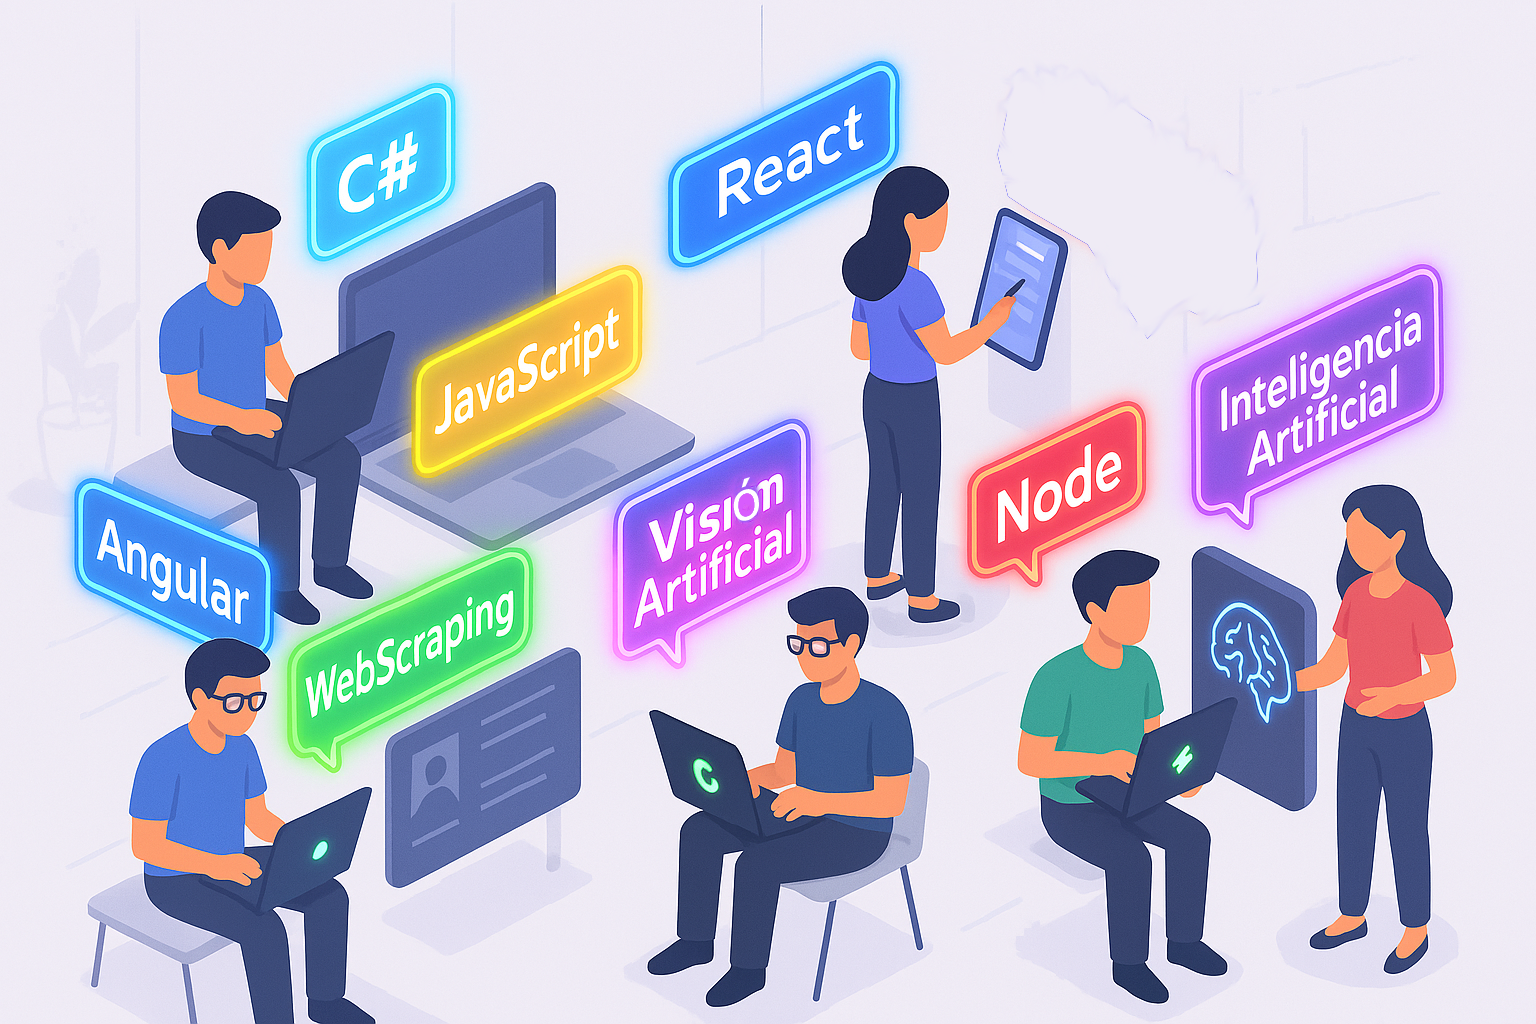 C#
React
JavaScript
Inteligencia
Artificial
Node
Visión
Artificial
Angular
WebScraping